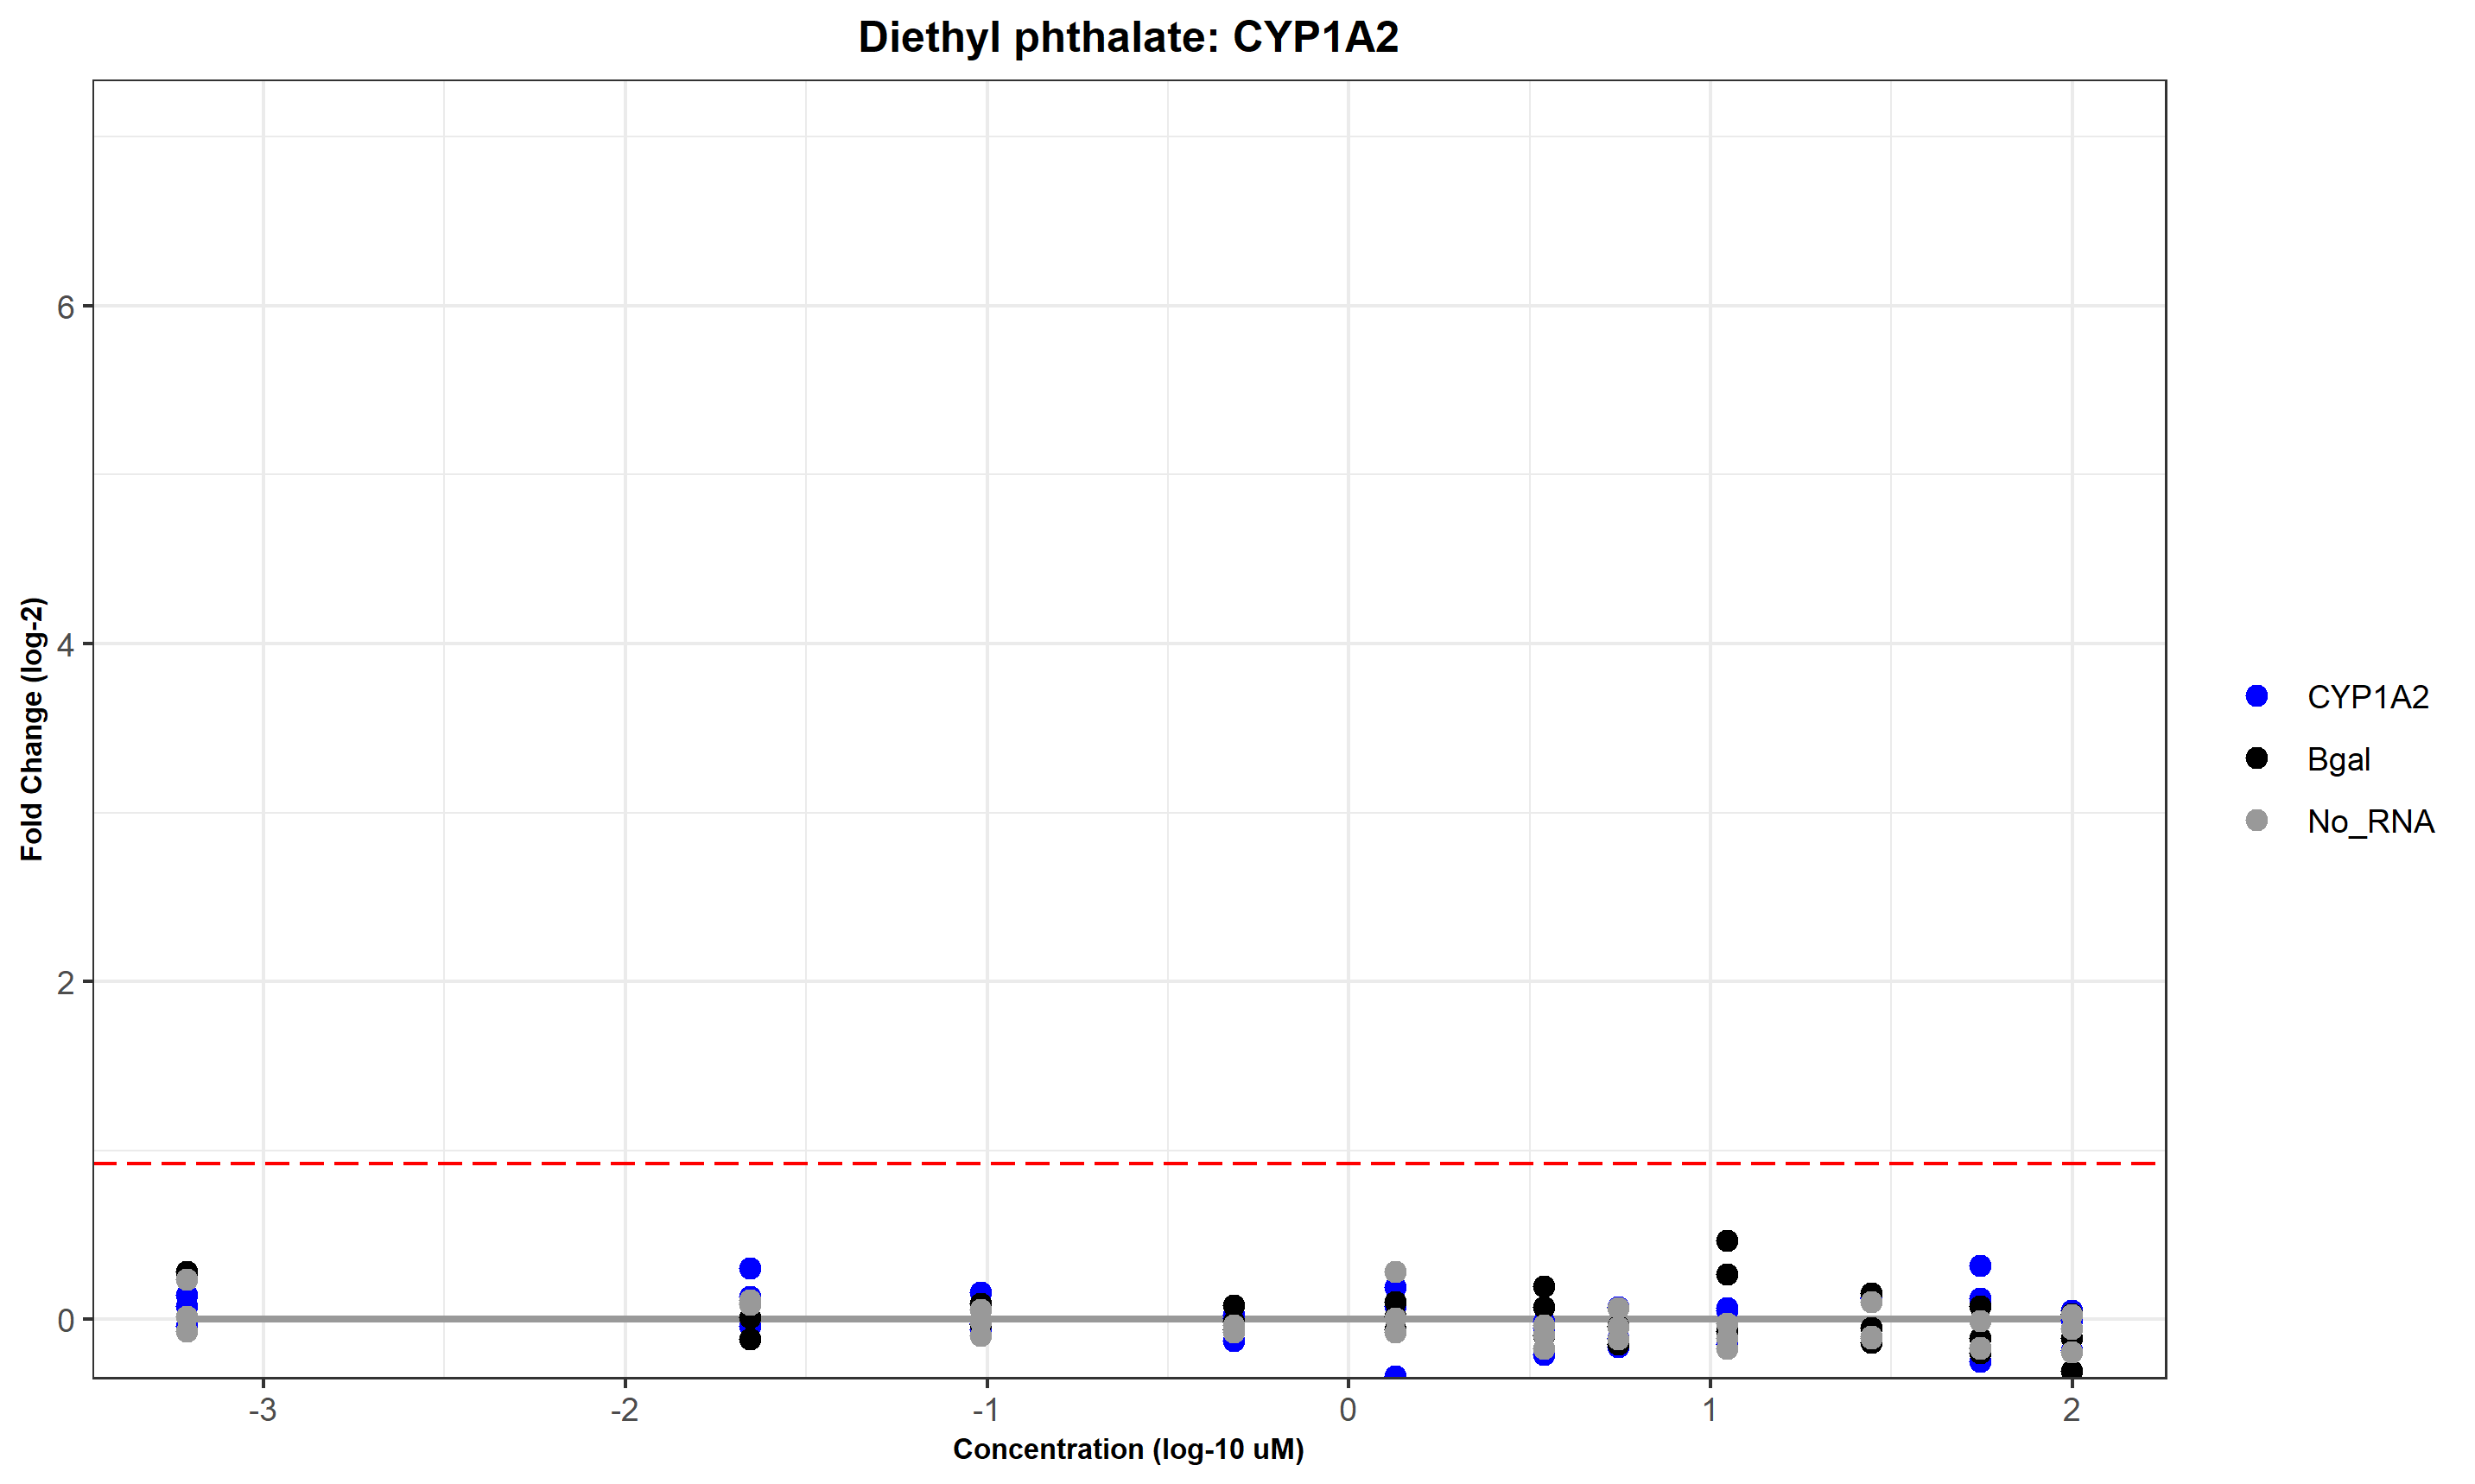 Diethyl phthalate: CYP1A2
Fold Change (log-2)
6
4
2
0
-3 -2 -1 0 1 2
Concentration (log-10 uM)
CYP1A2
Bgal
No_RNA